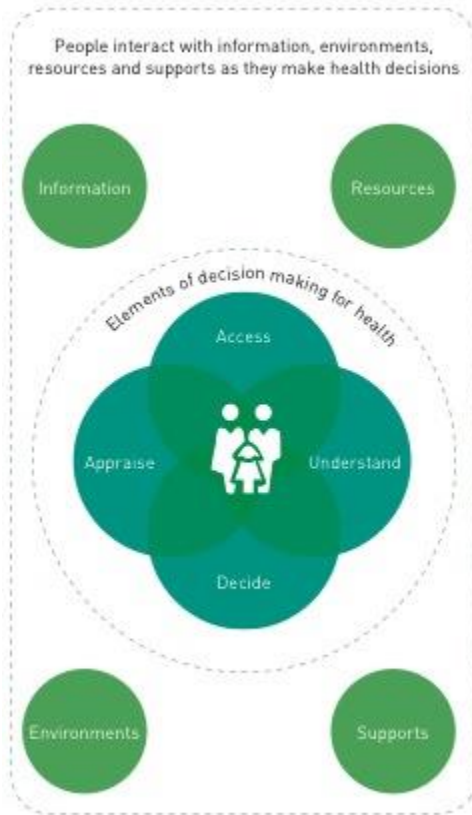 People interact with information, environments,
resources and supports as they make health decisions
Information
Resources
Elements of decision making for health
Access
Appraise
Understand
Decide
Environments
Supports